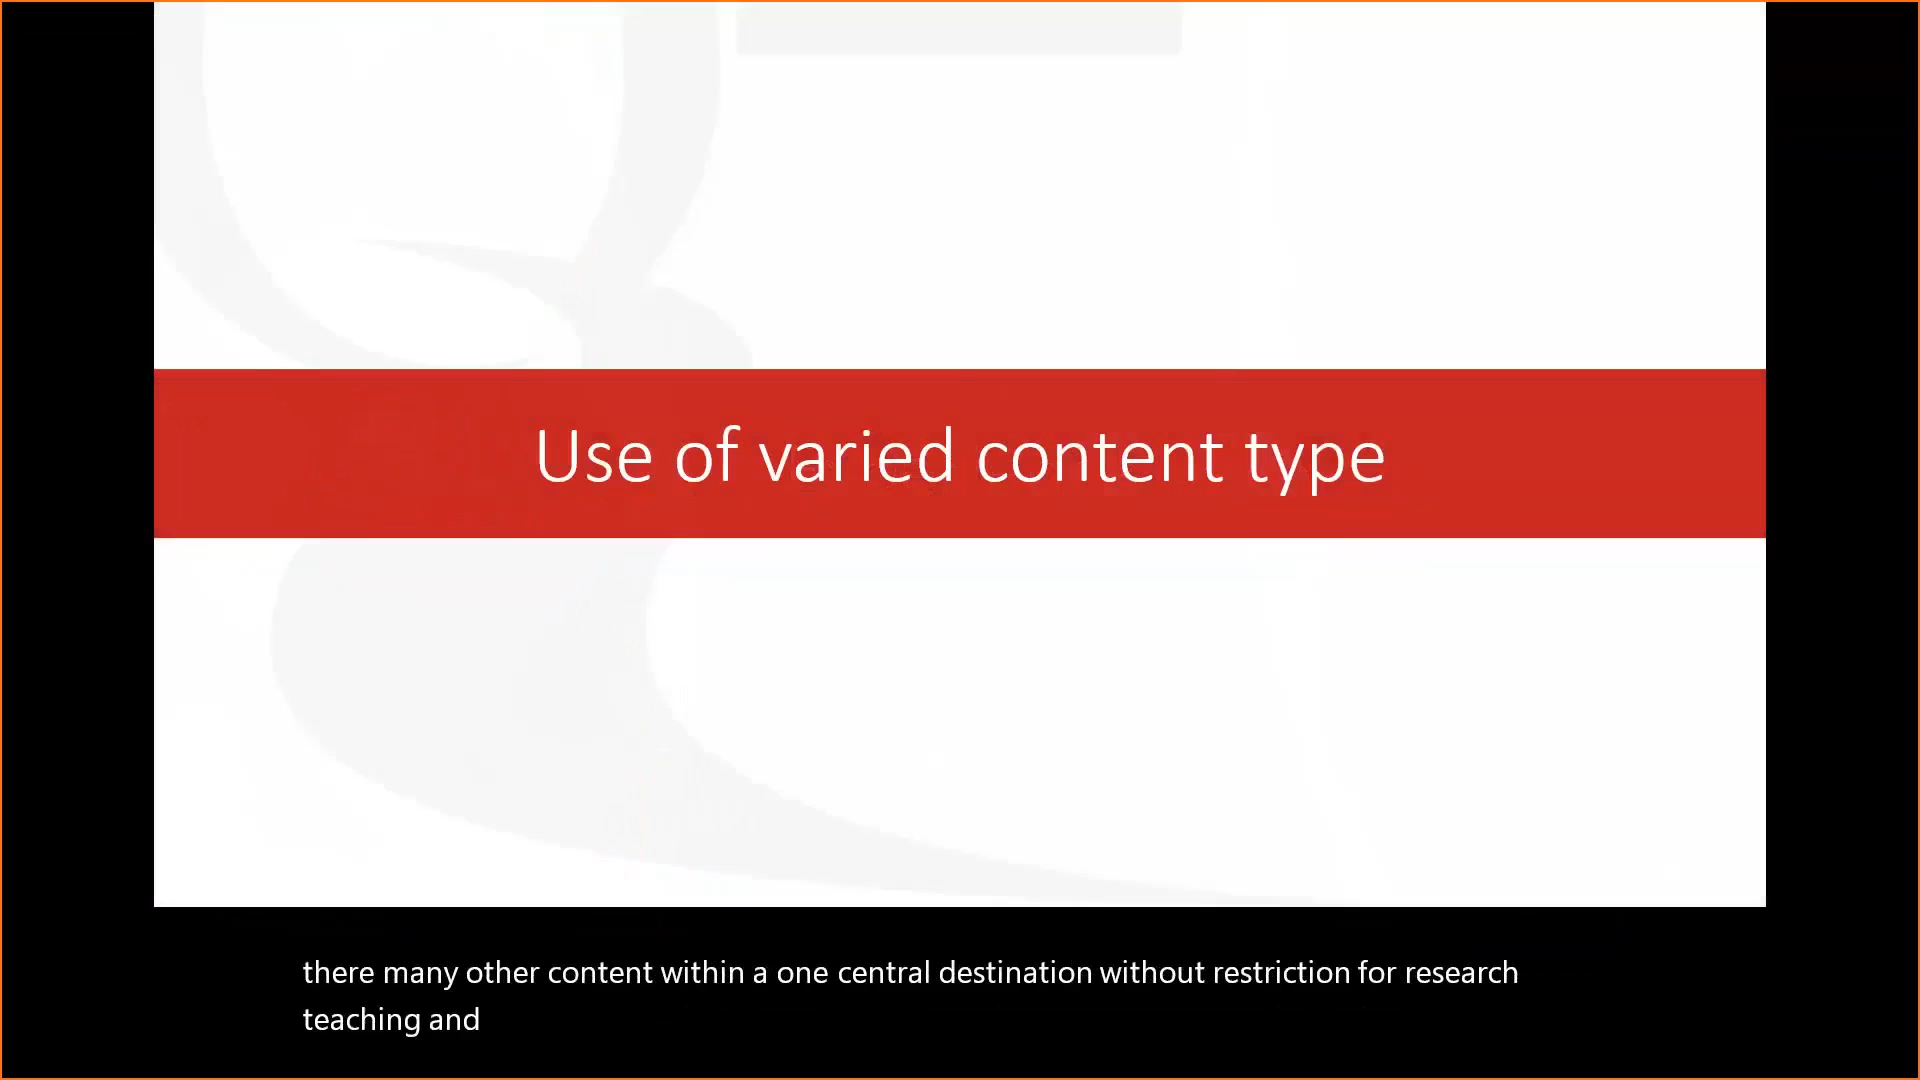 Use of varied content type
there many other content within a one central destination without restriction for research
teaching and